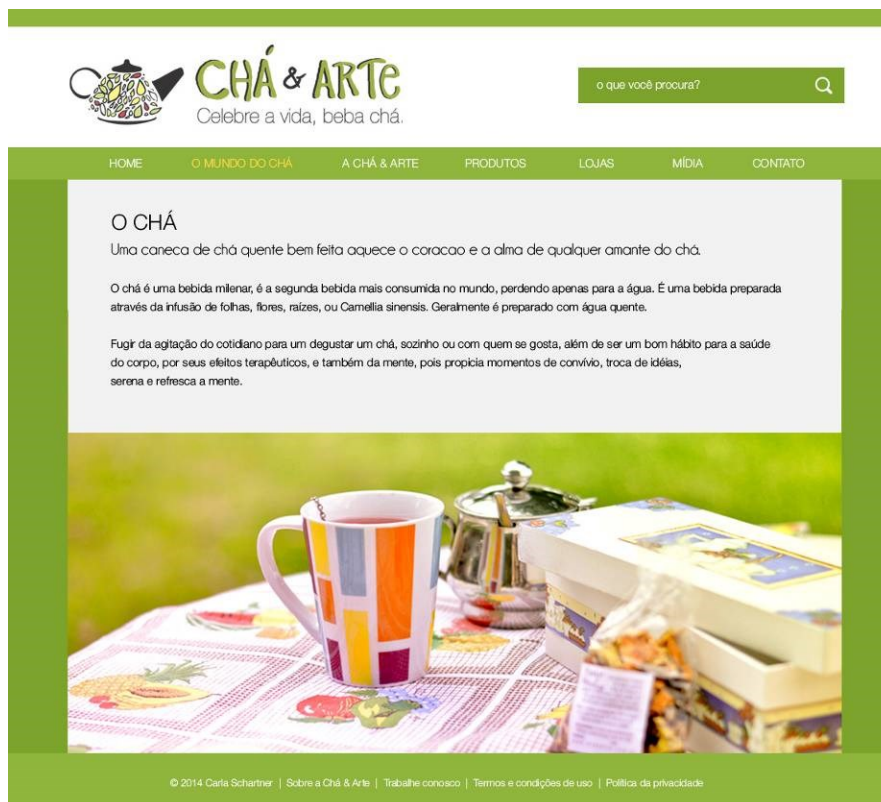 CHÁ & ARTE
Celebre a vida, beba chá.
o que você procura?
HOME O MUNDO DO CHÁ A CHÁ & ARTE PRODUTOS LOJAS MÍDIA CONTATO
O CHÁ
Uma caneca de chá quente bem feita aquece o coracao e a alma de qualquer amante do chá.
O chá é uma bebida milenar, é a segunda bebida mais consumida no mundo, perdendo apenas para a água. É uma bebida preparada
através da infusão de folhas, flores, raízes, ou Camellia sinensis. Geralmente é preparado com água quente.
Fugir da agitação do cotidiano para um degustar um chá, sozinho ou com quem se gosta, além de ser um bom hábito para a saúde
do corpo, por seus efeitos terapêuticos, e também da mente, pois propicia momentos de convívio, troca de idéias,
serena e refresca a mente.
© 2014 Carla Schartner | Sobre a Chá & Arte | Trabalhe conosco | Termos e condições de uso | Política da privacidade